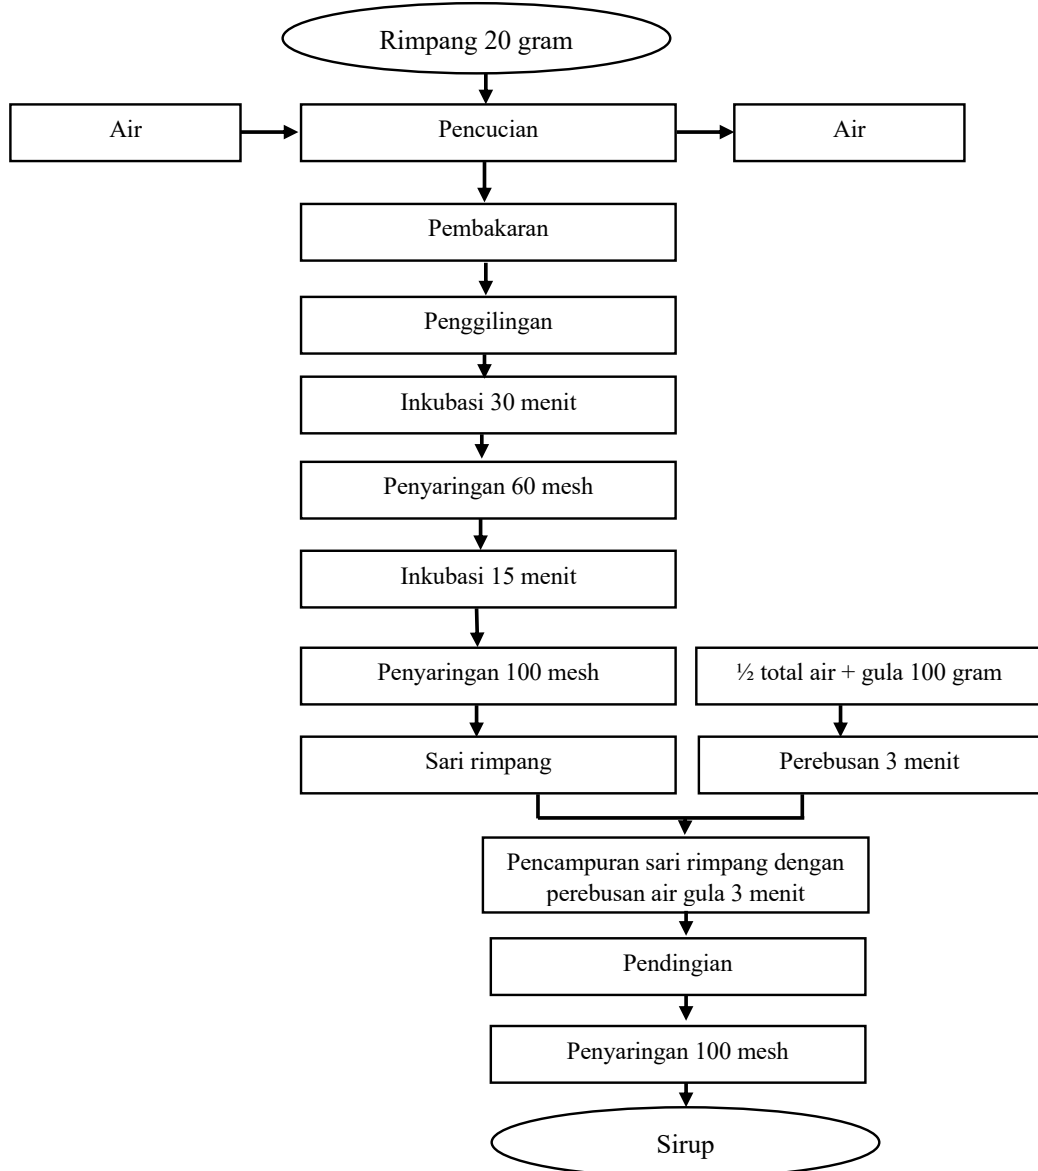 Rimpang 20 gram
Air
Pencucian
Air
Pembakaran
Penggilingan
Inkubasi 30 menit
Penyaringan 60 mesh
Inkubasi 15 menit
Penyaringan 100 mesh
½ total air + gula 100 gram
Sari rimpang
Perebusan 3 menit
Pencampuran sari rimpang dengan
perebusan air gula 3 menit
Pendingian
Penyaringan 100 mesh
Sirup